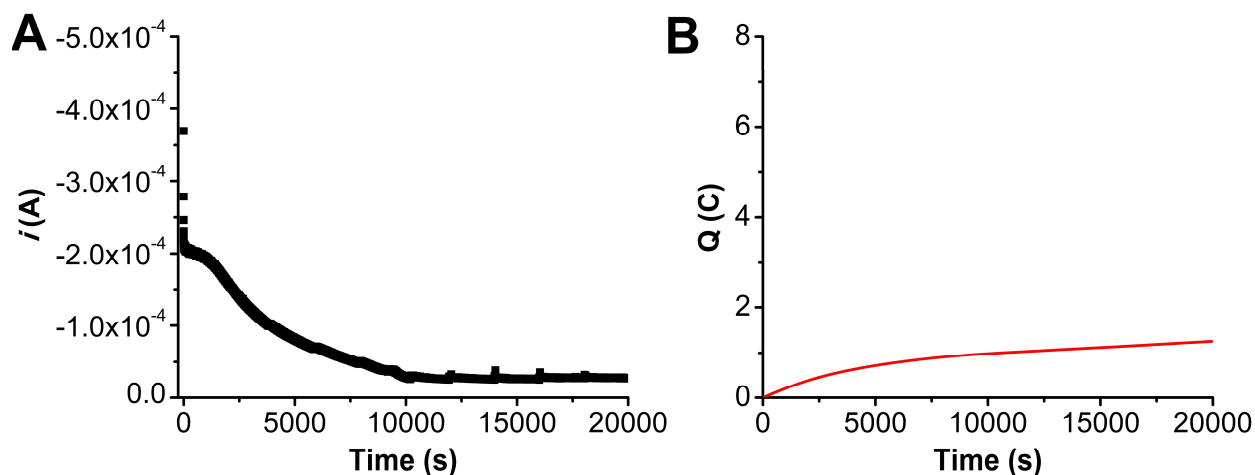 A
-5.0x10⁻⁴
-4.0x10⁻⁴
-3.0x10⁻⁴
-2.0x10⁻⁴
-1.0x10⁻⁴
0.0
i (A)
0 5000 10000 15000 20000
Time (s)
B
8
6
4
2
0
Q (C)
0 5000 10000 15000 20000
Time (s)